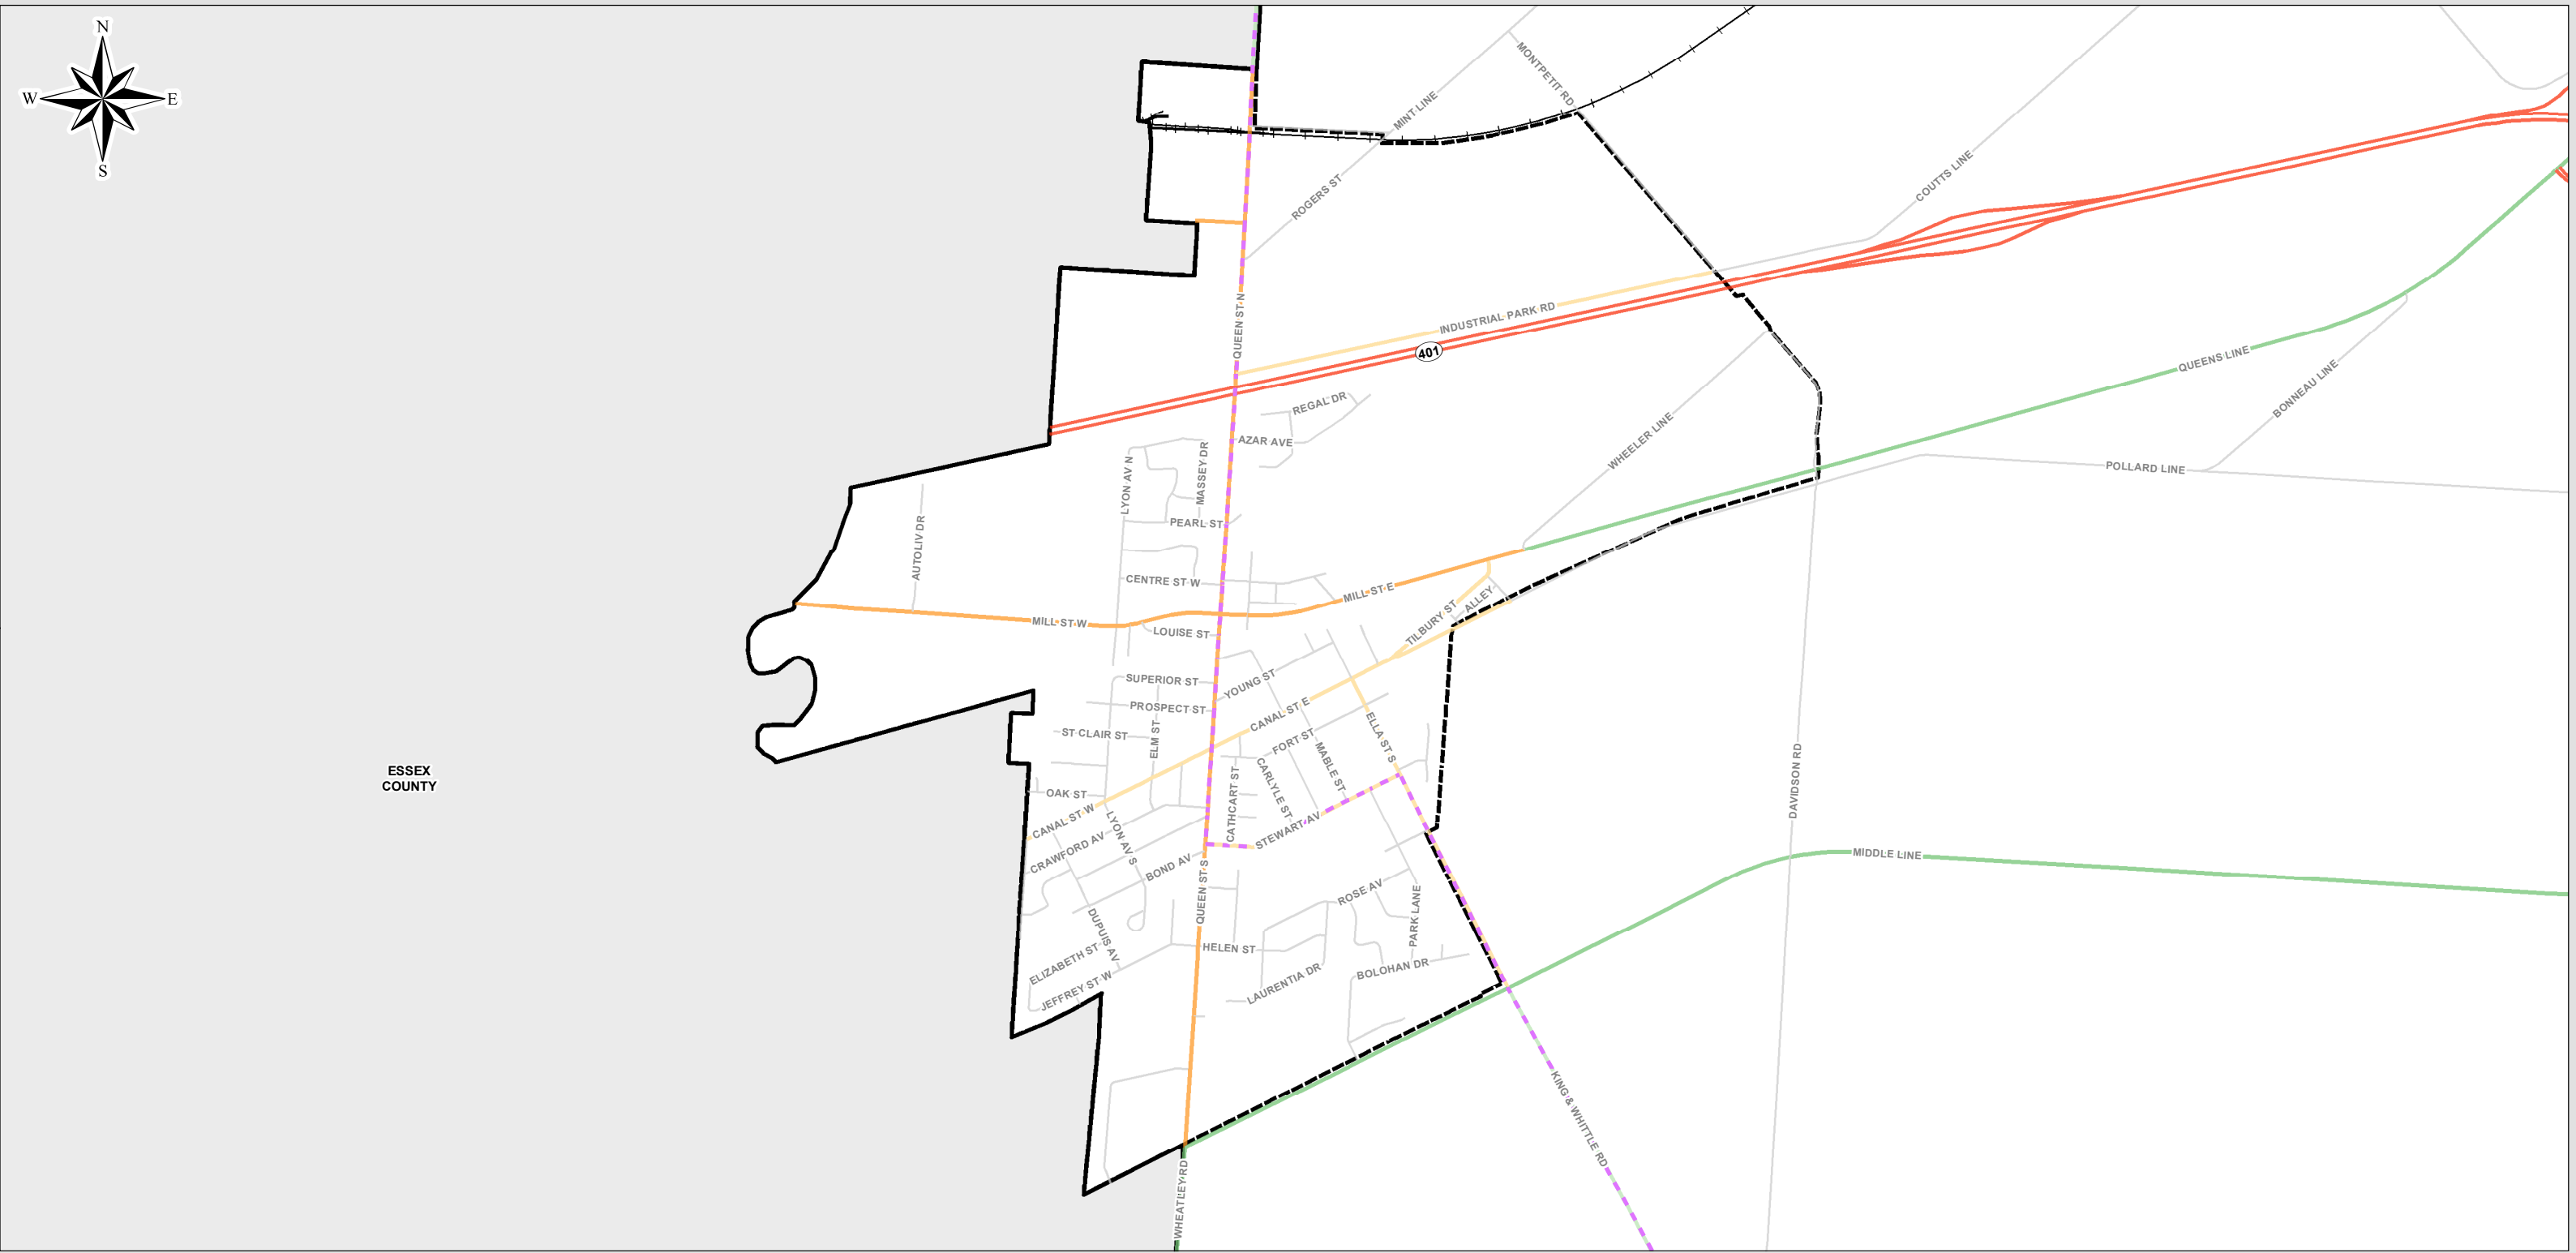 N
W
E
S
MONTPETIT RD
MINT LINE
ROGERS ST
COUTTS LINE
QUEEN ST N
INDUSTRIAL PARK RD
401
QUEENS LINE
BONNEAU LINE
REGAL DR
AZAR AVE
MASSEY DR
LYON AV N
WHEELER LINE
POLLARD LINE
PEARL ST
AUTOLIV DR
CENTRE ST W
MILL ST E
ALLEY
TILBURY ST
MILL ST W
LOUISE ST
SUPERIOR ST
YOUNG ST
PROSPECT ST
CANAL ST E
ST CLAIR ST
ELM ST
FORT ST
ELLA ST S
MABLE ST
ESSEX
COUNTY
CARLYLE ST
CATHCART ST
DAVIDSON RD
OAK ST
CANAL ST W
STEWART AV
CRAWFORD AV
LYON AV S
BOND AV
MIDDLE LINE
QUEEN ST S
ROSE AV
PARK LANE
DUPUIS AV
HELEN ST
ELIZABETH ST
JEFFREY ST W
LAURENTIA DR
BOLOHAN DR
KING & WHITTLE RD
WHEATLEY RD